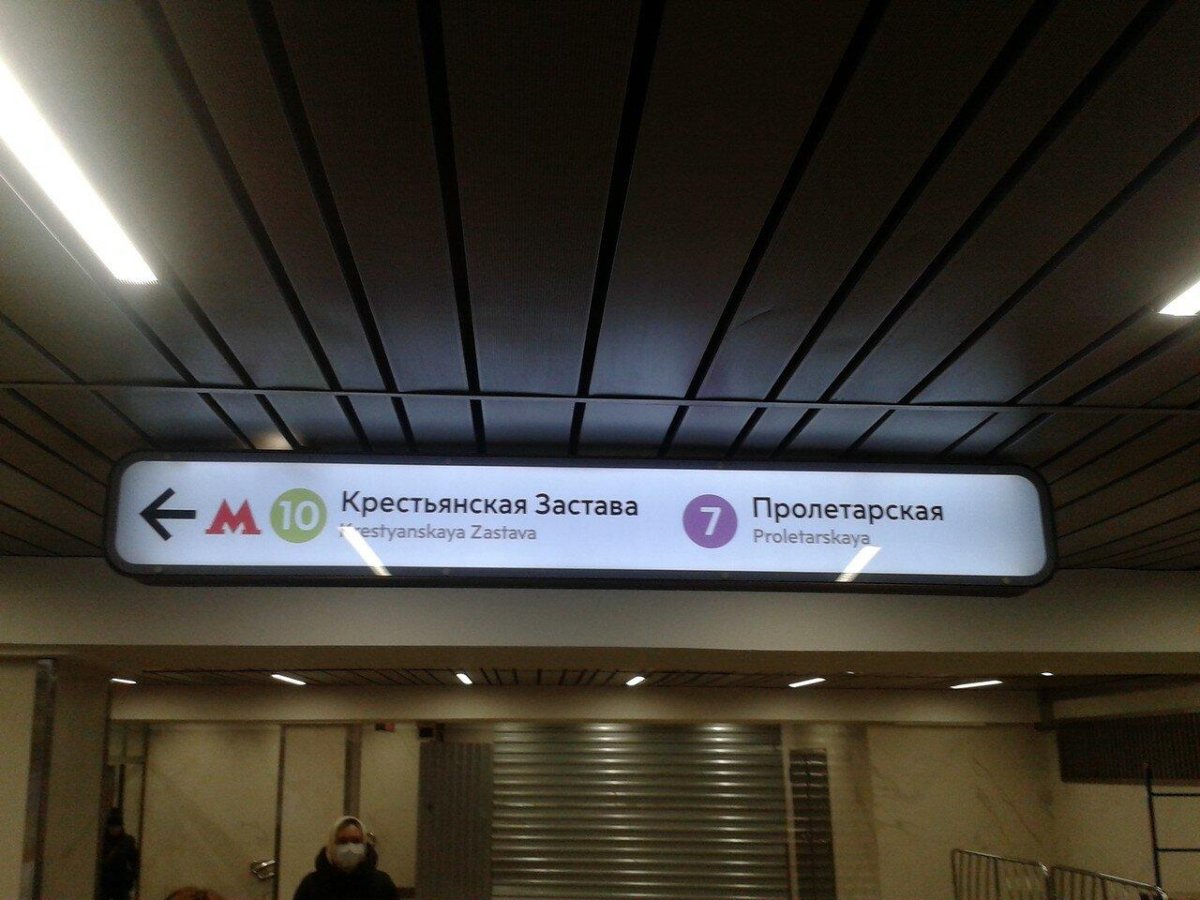 ← М 10 Крестьянская Застава
Krestyanskaya Zastava
7 Пролетарская
Proletarskaya